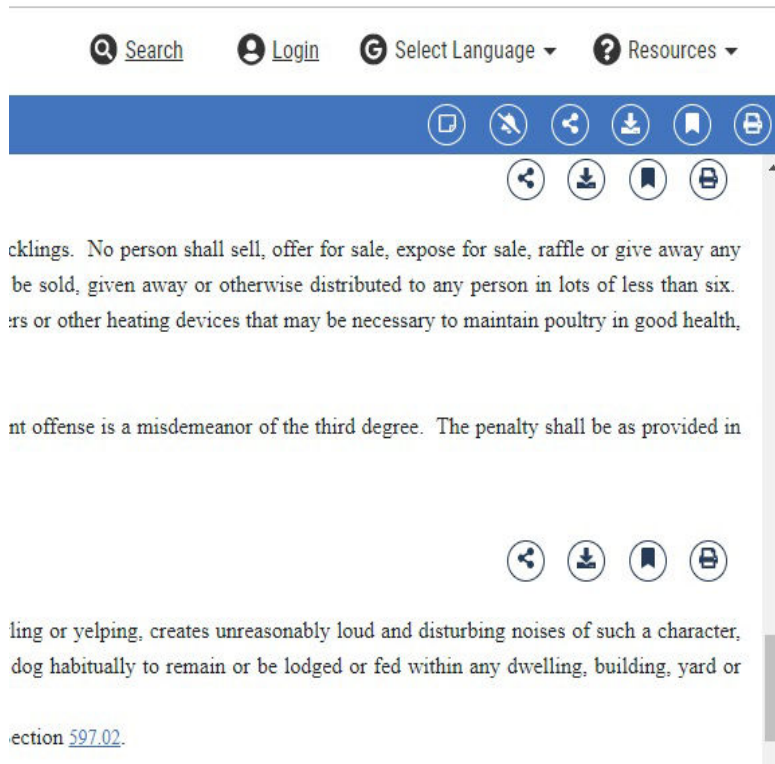 Search Login Select Language Resources
cklings. No person shall sell, offer for sale, expose for sale, raffle or give away any
be sold, given away or otherwise distributed to any person in lots of less than six.
rs or other heating devices that may be necessary to maintain poultry in good health,
nt offense is a misdemeanor of the third degree. The penalty shall be as provided in
ling or yelping, creates unreasonably loud and disturbing noises of such a character,
dog habitually to remain or be lodged or fed within any dwelling, building, yard or
ection 597.02.